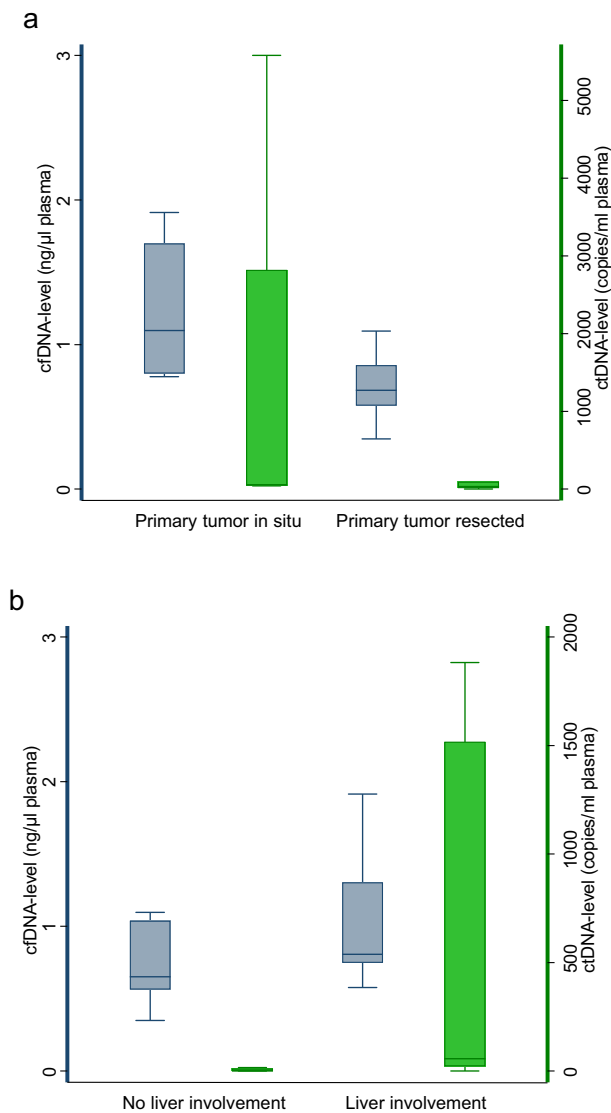 a
cfDNA-level (ng/µl plasma)
3
2
1
0
ctDNA-level (copies/ml plasma)
5000
4000
3000
2000
1000
0
Primary tumor in situ Primary tumor resected
b
cfDNA-level (ng/µl plasma)
3
2
1
0
ctDNA-level (copies/ml plasma)
2000
1500
1000
500
0
No liver involvement Liver involvement